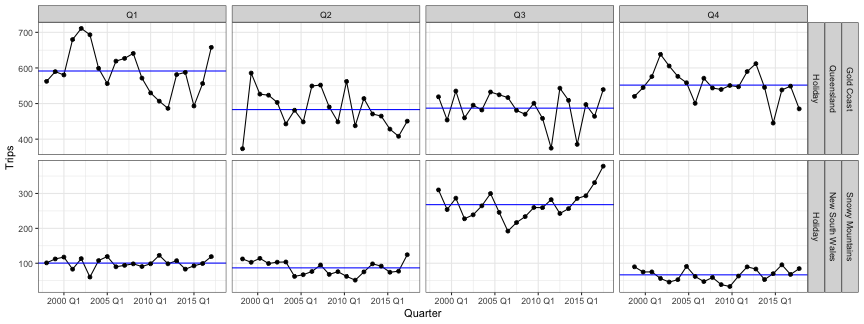 Q1 Q2 Q3 Q4
Trips
700
600
500
400
Holiday
Queensland
Gold Coast
300
200
100
Holiday
New South Wales
Snowy Mountains
2000 Q1 2005 Q1 2010 Q1 2015 Q1 2000 Q1 2005 Q1 2010 Q1 2015 Q1 2000 Q1 2005 Q1 2010 Q1 2015 Q1 2000 Q1 2005 Q1 2010 Q1 2015 Q1
Quarter